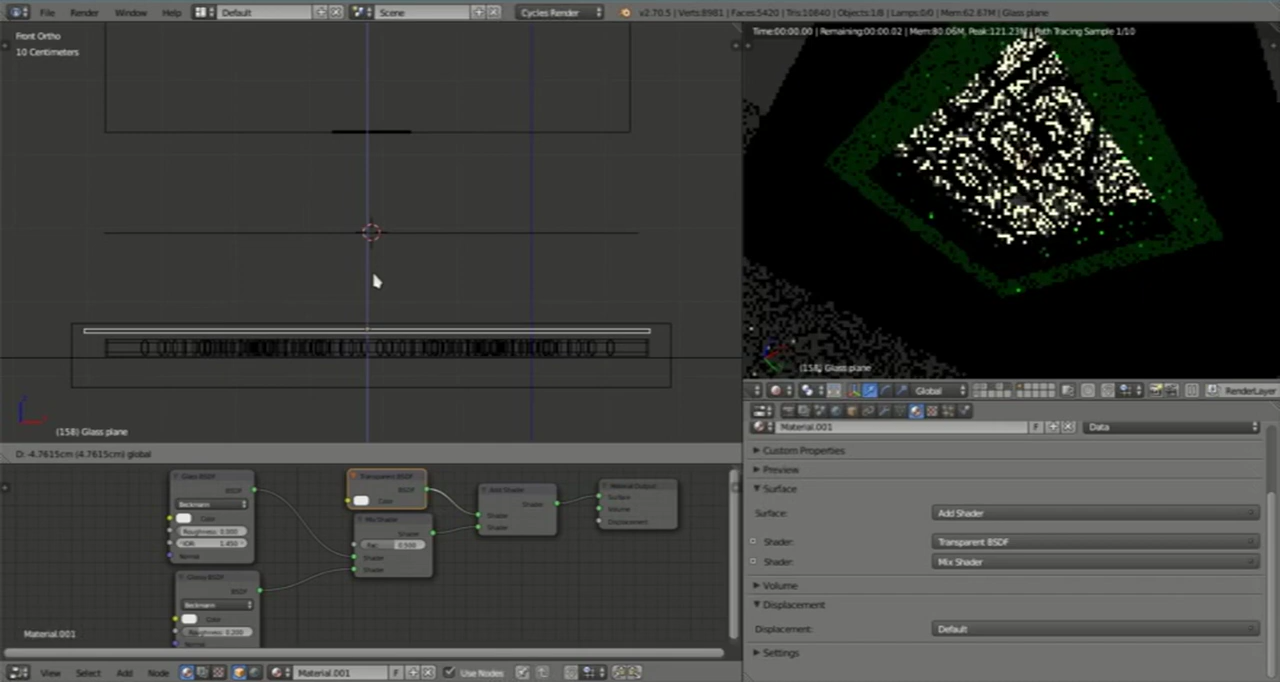 File Render Window Help Default Scene Cycles Render v2.70.5 | Verts:8981 | Faces:5420 | Tris:10840 | Objects:1/8 | Lamps:0/0 | Mem:62.67M | Glass plane
Front Ortho
10 Centimeters
Time:00:00.00 | Remaining:00:00.02 | Mem:80.06M, Peak:121.23M | Path Tracing Sample 1/10
(158) Glass plane
(158) Glass plane
Global RenderLayer
Material.001 F Data
Custom Properties
Preview
Surface
Surface: Add Shader
Shader: Transparent BSDF
Shader: Mix Shader
Volume
Displacement
Displacement: Default
Settings
D: -4.7615cm (4.7615cm) global
Glass BSDF
BSDF
Beckmann
Color
Roughness: 0.000
IOR: 1.450
Normal
Transparent BSDF
BSDF
Color
Mix Shader
Shader
Fac: 0.500
Shader
Shader
Add Shader
Shader
Shader
Shader
Material Output
Surface
Volume
Displacement
Glossy BSDF
BSDF
Beckmann
Color
Roughness: 0.200
Normal
Material.001
View Select Add Node Material.001 F Use Nodes